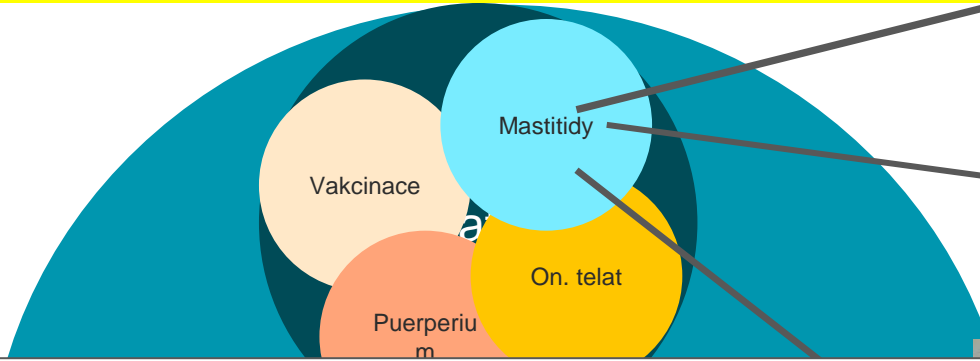 Mastitidy
Vakcinace
On. telat
Puerperiu
m